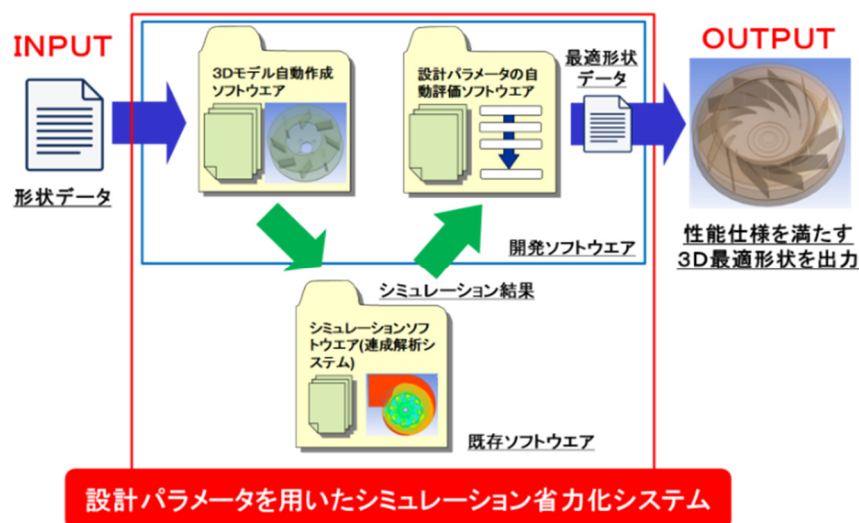 INPUT
形状データ
3Dモデル自動作成
ソフトウエア
設計パラメータの自
動評価ソフトウエア
最適形状
データ
OUTPUT
性能仕様を満たす
3D最適形状を出力
開発ソフトウエア
シミュレーション結果
シミュレーションソフ
トウエア(連成解析シ
ステム)
既存ソフトウエア
設計パラメータを用いたシミュレーション省力化システム